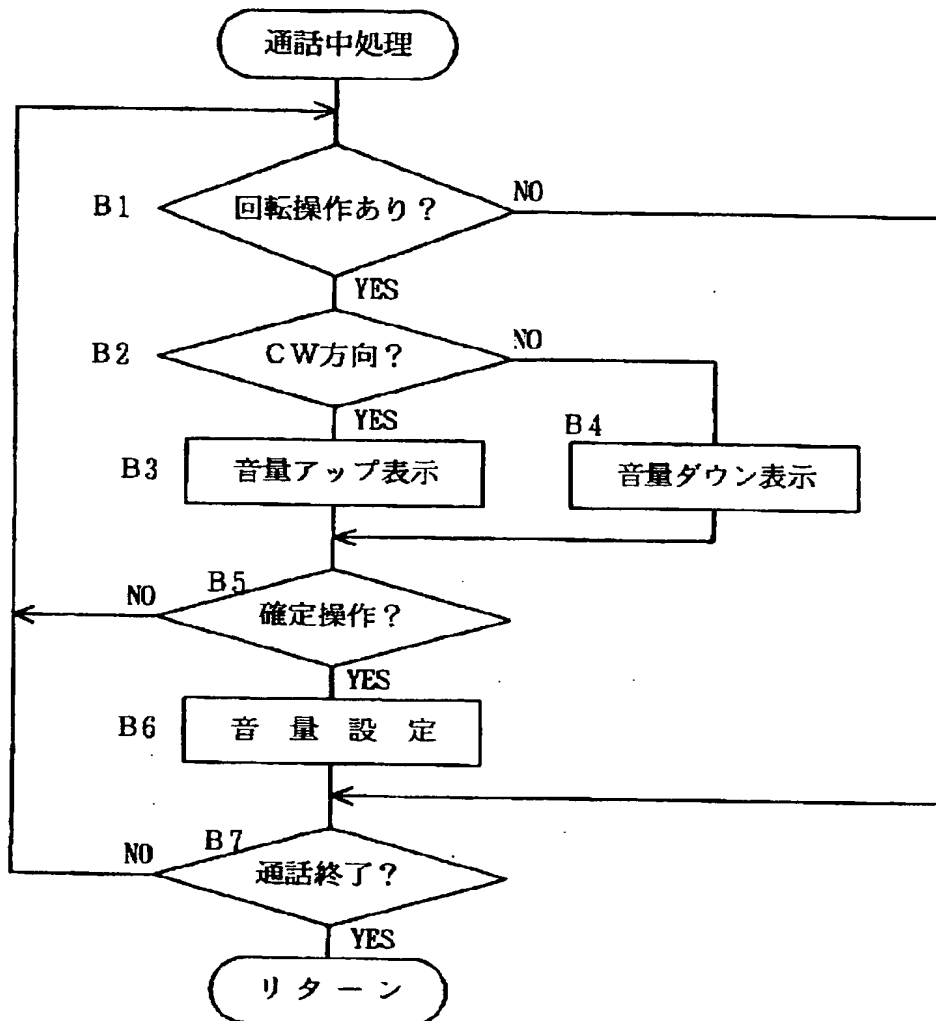 通話中処理
B1
回転操作あり?
NO
YES
B2
CW方向?
NO
YES
B4
B3
音量アップ表示
音量ダウン表示
B5
NO
確定操作?
YES
B6
音量設定
B7
NO
通話終了?
YES
リターン